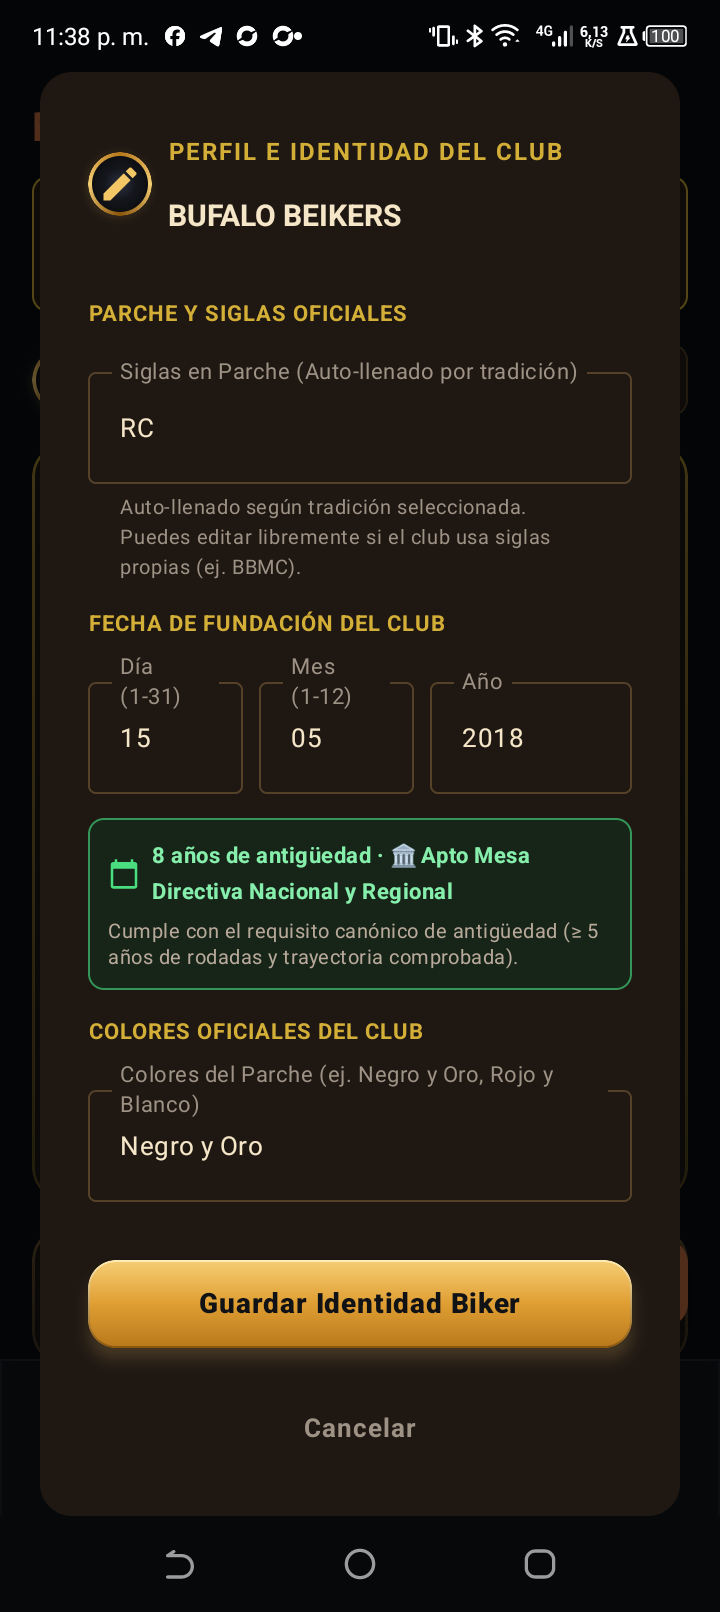 11:38 p. m.
4G
6,13
K/S
100
PERFIL E IDENTIDAD DEL CLUB
BUFALO BEIKERS
PARCHE Y SIGLAS OFICIALES
Siglas en Parche (Auto-llenado por tradición)
RC
Auto-llenado según tradición seleccionada.
Puedes editar libremente si el club usa siglas
propias (ej. BBMC).
FECHA DE FUNDACIÓN DEL CLUB
Día
(1-31)
15
Mes
(1-12)
05
Año
2018
8 años de antigüedad · 🏛️ Apto Mesa
Directiva Nacional y Regional
Cumple con el requisito canónico de antigüedad (≥ 5
años de rodadas y trayectoria comprobada).
COLORES OFICIALES DEL CLUB
Colores del Parche (ej. Negro y Oro, Rojo y
Blanco)
Negro y Oro
Guardar Identidad Biker
Cancelar